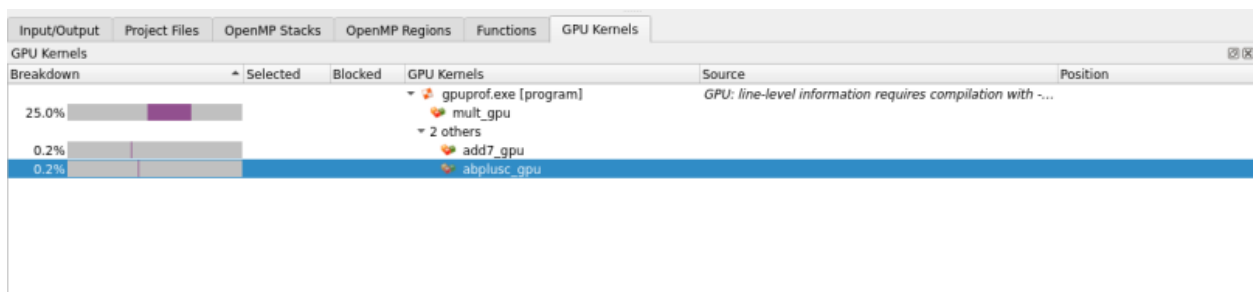 Input/Output Project Files OpenMP Stacks OpenMP Regions Functions GPU Kernels
GPU Kernels
Breakdown Selected Blocked GPU Kernels Source Position
gpuprof.exe [program] GPU: line-level information requires compilation with -...
25.0% mult_gpu
2 others
0.2% add7_gpu
0.2% abplusc_gpu